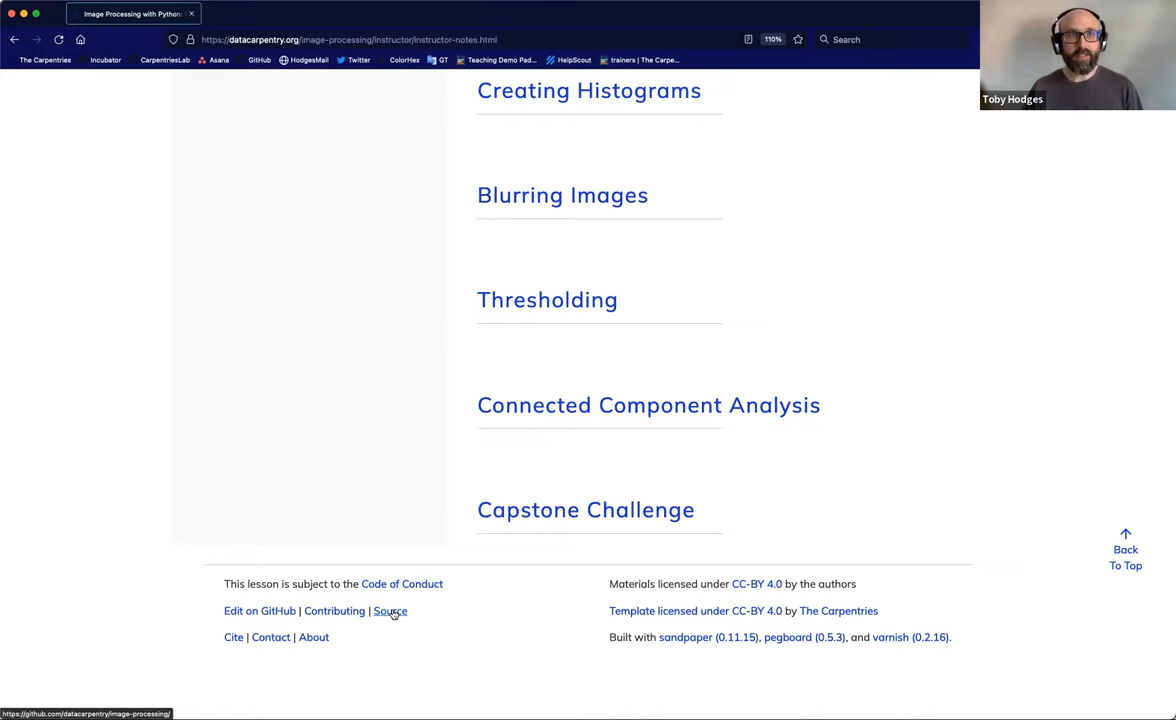 Image Processing with Python: 
https://datacarpentry.org/image-processing/instructor/instructor-notes.html
110%
Search
The Carpentries
Incubator
CarpentriesLab
Asana
GitHub
HodgesMail
Twitter
ColorHex
GT
Teaching Demo Pad...
HelpScout
trainers | The Carpe...
Toby Hodges
Creating Histograms
Blurring Images
Thresholding
Connected Component Analysis
Capstone Challenge
Back
To Top
This lesson is subject to the Code of Conduct
Edit on GitHub | Contributing | Source
Cite | Contact | About
Materials licensed under CC-BY 4.0 by the authors
Template licensed under CC-BY 4.0 by The Carpentries
Built with sandpaper (0.11.15), pegboard (0.5.3), and varnish (0.2.16).
https://github.com/datacarpentry/image-processing/